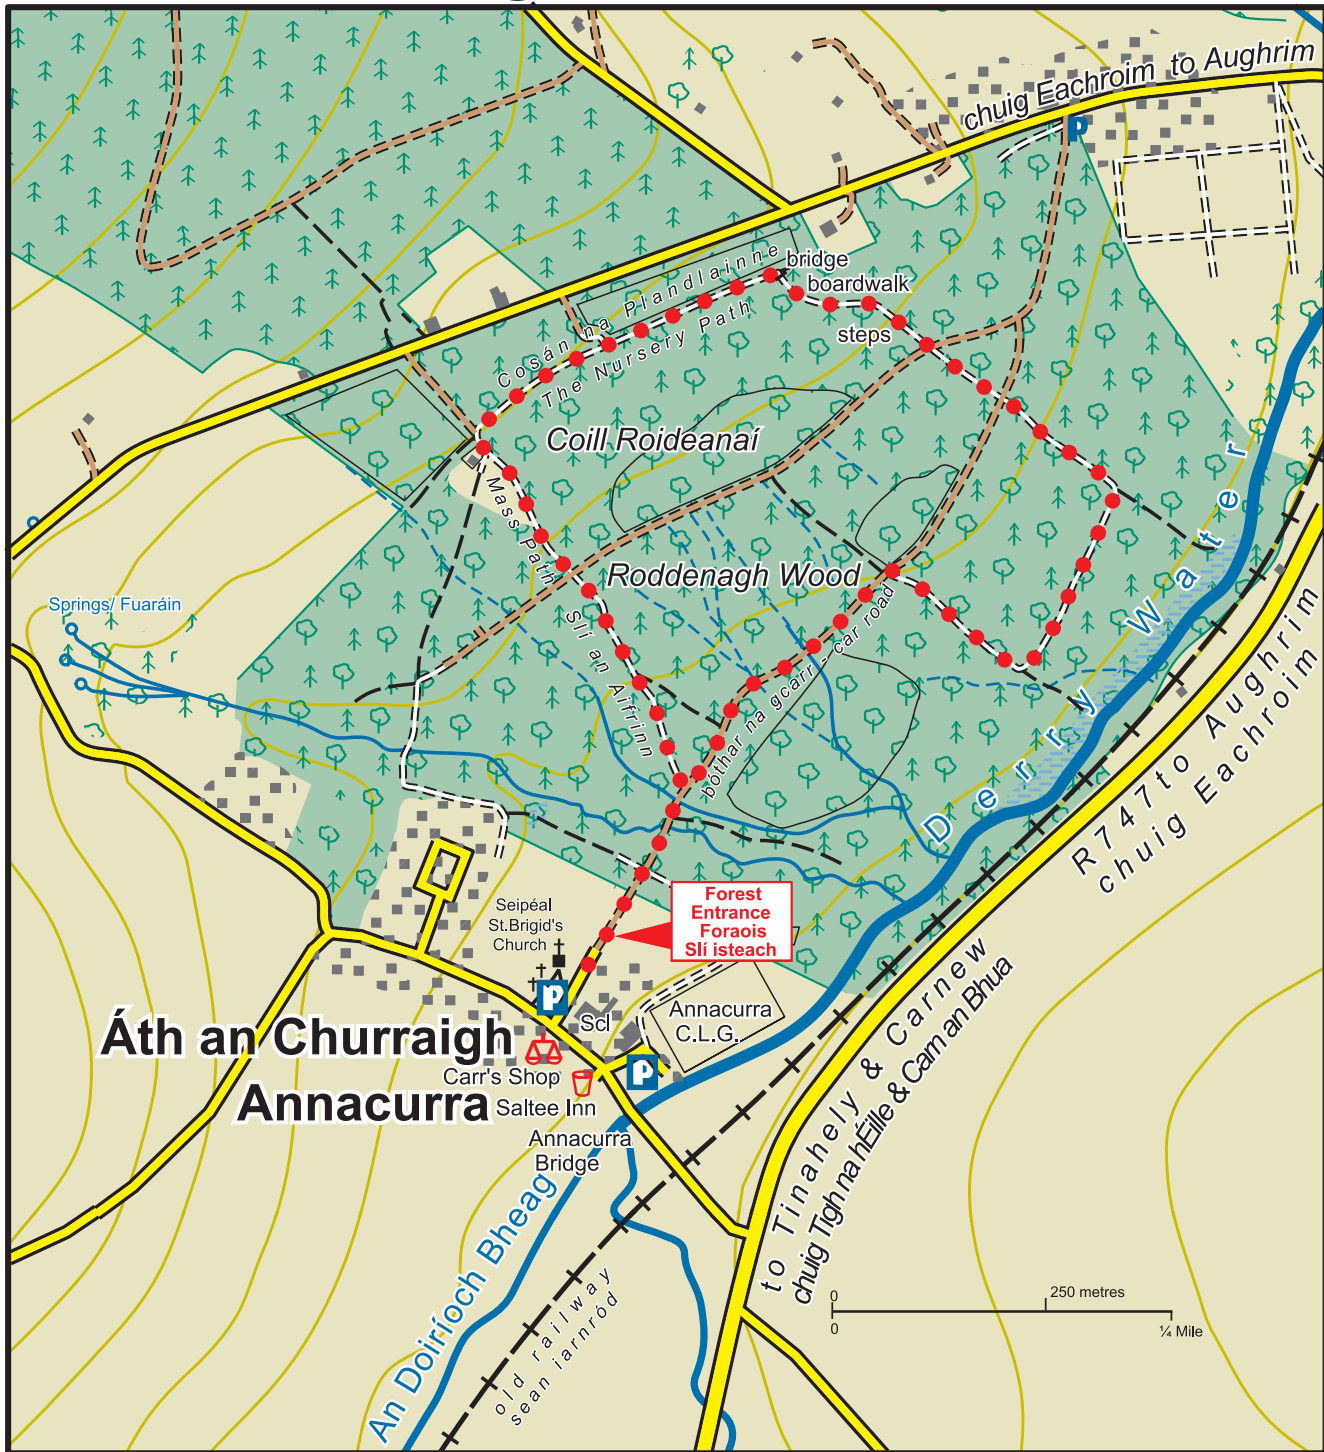 chuig Eachroim to Aughrim
P
bridge
boardwalk
steps
Cosán na Plandlainne
The Nursery Path
Coill Roideanaí
Mass Path
Slí an Aifrinn
Roddenagh Wood
bóthar na gcarr - car road
Springs/ Fuaráin
Derry Water
R747 to Aughrim
chuig Eachroim
Forest
Entrance
Foraois
Slí isteach
Seipéal
St.Brigid's
Church
P
Scl
Annacurra
C.L.G.
P
Áth an Churraigh
Annacurra
Carr's Shop
Saltee Inn
Annacurra
Bridge
An Doiríoch Bheag
old railway
sean iarnród
to Tinahely & Carnew
chuig Tigh na hÉille & Carn an Bhua
0
250 metres
0
¼ Mile